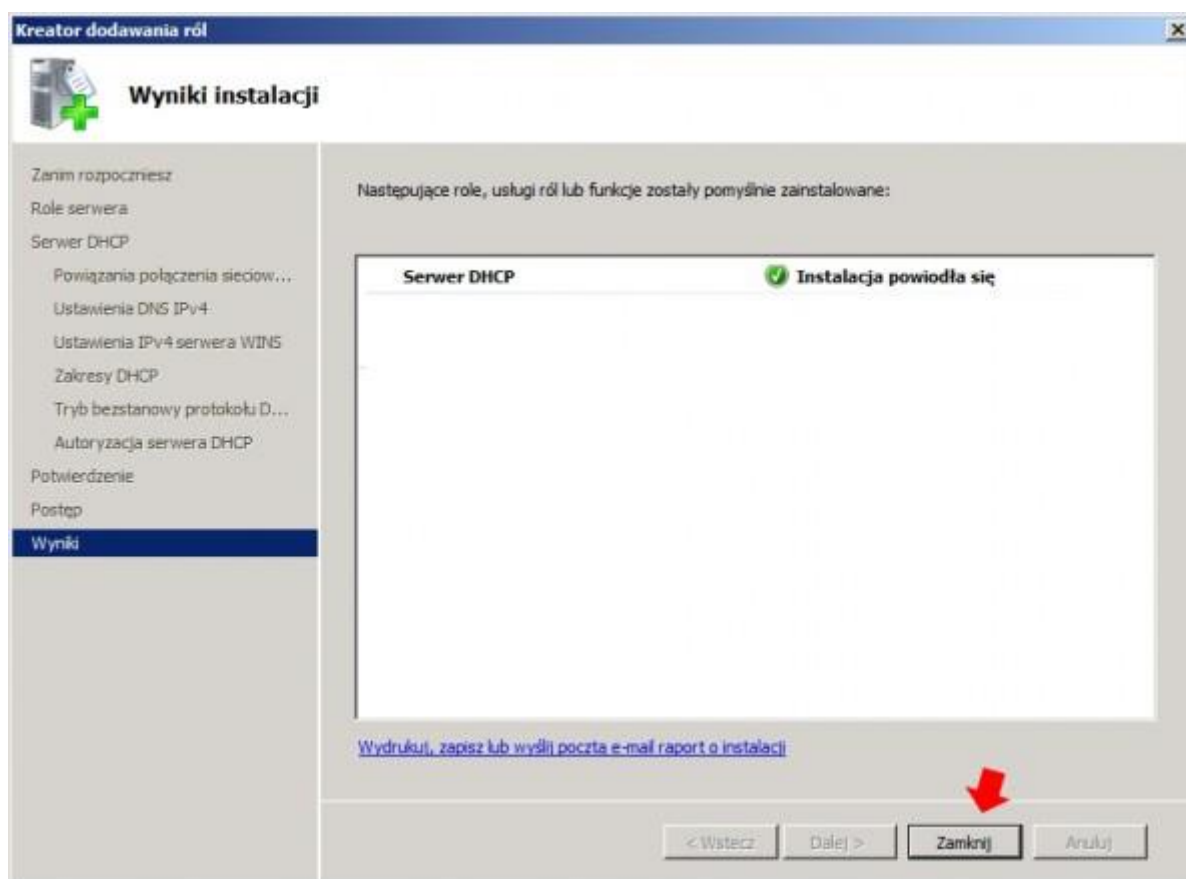 Kreator dodawania ról
Wyniki instalacji
Zanim rozpoczniesz
Role serwera
Serwer DHCP
Powiązania połączenia sieciow...
Ustawienia DNS IPv4
Ustawienia IPv4 serwera WINS
Zakresy DHCP
Tryb bezstanowy protokołu D...
Autoryzacja serwera DHCP
Potwierdzenie
Postęp
Wyniki
Następujące role, usługi ról lub funkcje zostały pomyślnie zainstalowane:
Serwer DHCP Instalacja powiodła się
Wydrukuj, zapisz lub wyślij pocztą e-mail raport o instalacji
< Wstecz Dalej > Zamknij Anuluj